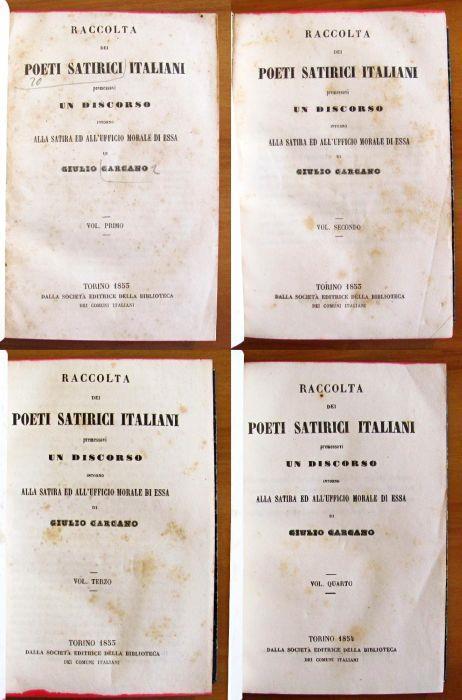 RACCOLTA
DEI
POETI SATIRICI ITALIANI
20
premessovi
UN DISCORSO
intorno
ALLA SATIRA ED ALL'UFFICIO MORALE DI ESSA
DI
GIULIO CARCANO
VOL. PRIMO
TORINO 1853
DALLA SOCIETÀ EDITRICE DELLA BIBLIOTECA
DEI COMUNI ITALIANI
RACCOLTA
DEI
POETI SATIRICI ITALIANI
premessovi
UN DISCORSO
intorno
ALLA SATIRA ED ALL'UFFICIO MORALE DI ESSA
DI
GIULIO CARCANO
VOL. SECONDO
TORINO 1853
DALLA SOCIETÀ EDITRICE DELLA BIBLIOTECA
DEI COMUNI ITALIANI
RACCOLTA
DEI
POETI SATIRICI ITALIANI
premessovi
UN DISCORSO
intorno
ALLA SATIRA ED ALL'UFFICIO MORALE DI ESSA
DI
GIULIO CARCANO
VOL. TERZO
TORINO 1853
DALLA SOCIETÀ EDITRICE DELLA BIBLIOTECA
DEI COMUNI ITALIANI
RACCOLTA
DEI
POETI SATIRICI ITALIANI
premessovi
UN DISCORSO
intorno
ALLA SATIRA ED ALL'UFFICIO MORALE DI ESSA
DI
GIULIO CARCANO
VOL. QUARTO
TORINO 1854
DALLA SOCIETÀ EDITRICE DELLA BIBLIOTECA
DEI COMUNI ITALIANI